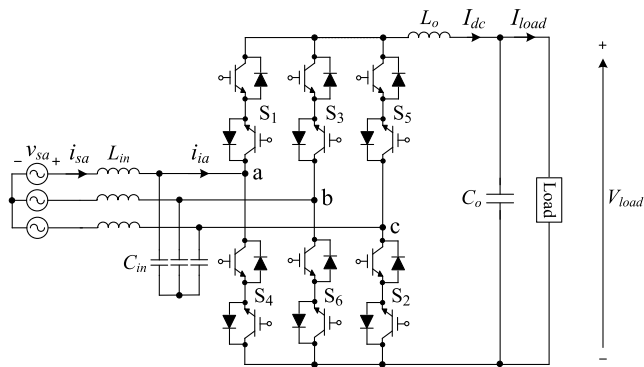 L_o I_dc I_load
+
S_1 S_3 S_5
- v_sa + i_sa L_in i_ia
a
b
c
C_in
S_4 S_6 S_2
C_o
Load
V_load
-